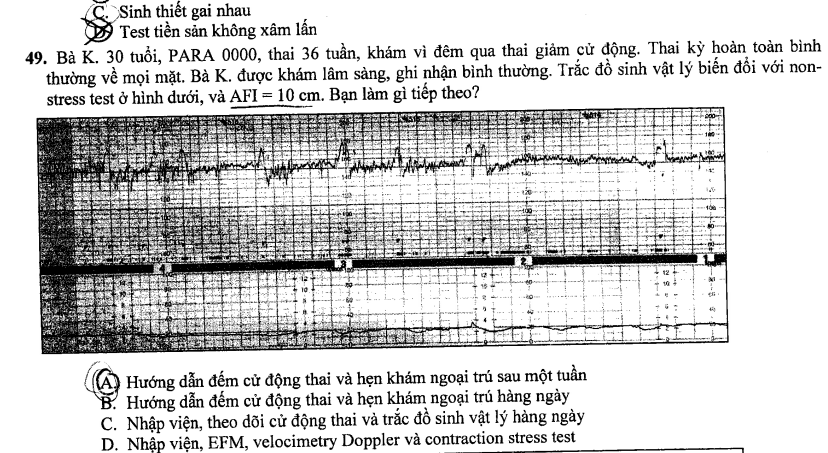 C. Sinh thiết gai nhau
D. Test tiền sản không xâm lấn
49. Bà K. 30 tuổi, PARA 0000, thai 36 tuần, khám vì đêm qua thai giảm cử động. Thai kỳ hoàn toàn bình
thường về mọi mặt. Bà K. được khám lâm sàng, ghi nhận bình thường. Trắc đồ sinh vật lý biến đổi với non-
stress test ở hình dưới, và AFI = 10 cm. Bạn làm gì tiếp theo?
4 3 2 1
A. Hướng dẫn đếm cử động thai và hẹn khám ngoại trú sau một tuần
B. Hướng dẫn đếm cử động thai và hẹn khám ngoại trú hàng ngày
C. Nhập viện, theo dõi cử động thai và trắc đồ sinh vật lý hàng ngày
D. Nhập viện, EFM, velocimetry Doppler và contraction stress test